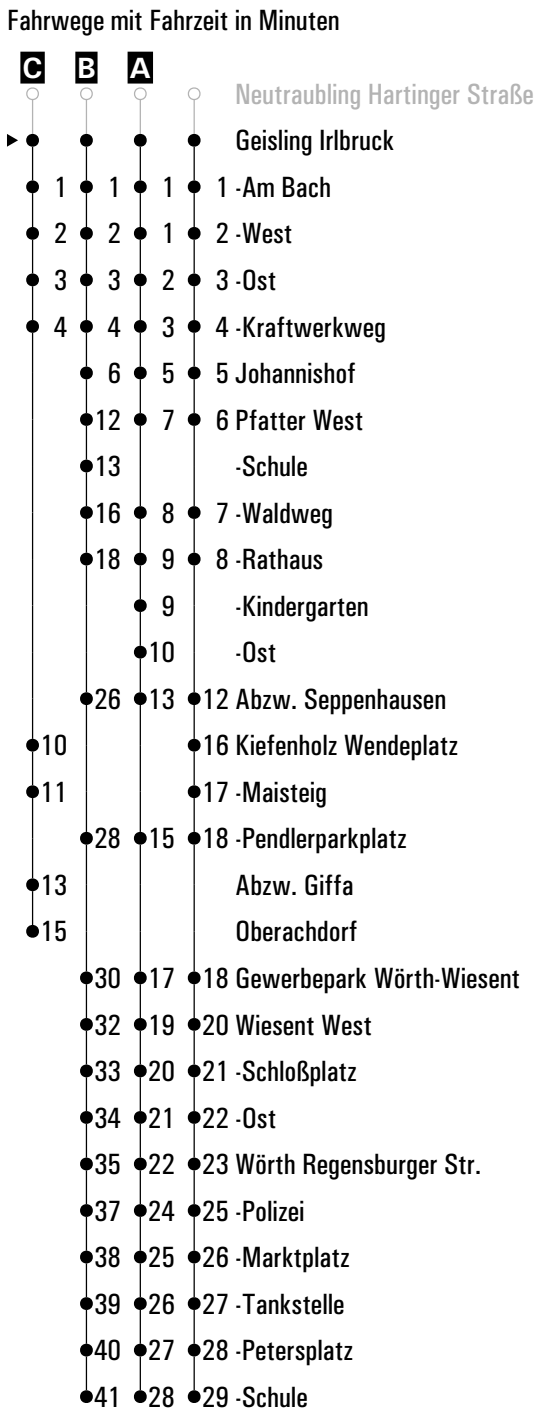 Fahrwege mit Fahrzeit in Minuten
C B A
Neutraubling Hartinger Straße
Geisling Irlbruck
1 1 1 1 -Am Bach
2 2 1 2 -West
3 3 2 3 -Ost
4 4 3 4 -Kraftwerkweg
6 5 5 Johannishof
12 7 6 Pfatter West
13 -Schule
16 8 7 -Waldweg
18 9 8 -Rathaus
9 -Kindergarten
10 -Ost
26 13 12 Abzw. Seppenhausen
10 16 Kiefenholz Wendeplatz
11 17 -Maisteig
28 15 18 -Pendlerparkplatz
13 Abzw. Giffa
15 Oberachdorf
30 17 18 Gewerbepark Wörth-Wiesent
32 19 20 Wiesent West
33 20 21 -Schloßplatz
34 21 22 -Ost
35 22 23 Wörth Regensburger Str.
37 24 25 -Polizei
38 25 26 -Marktplatz
39 26 27 -Tankstelle
40 27 28 -Petersplatz
41 28 29 -Schule